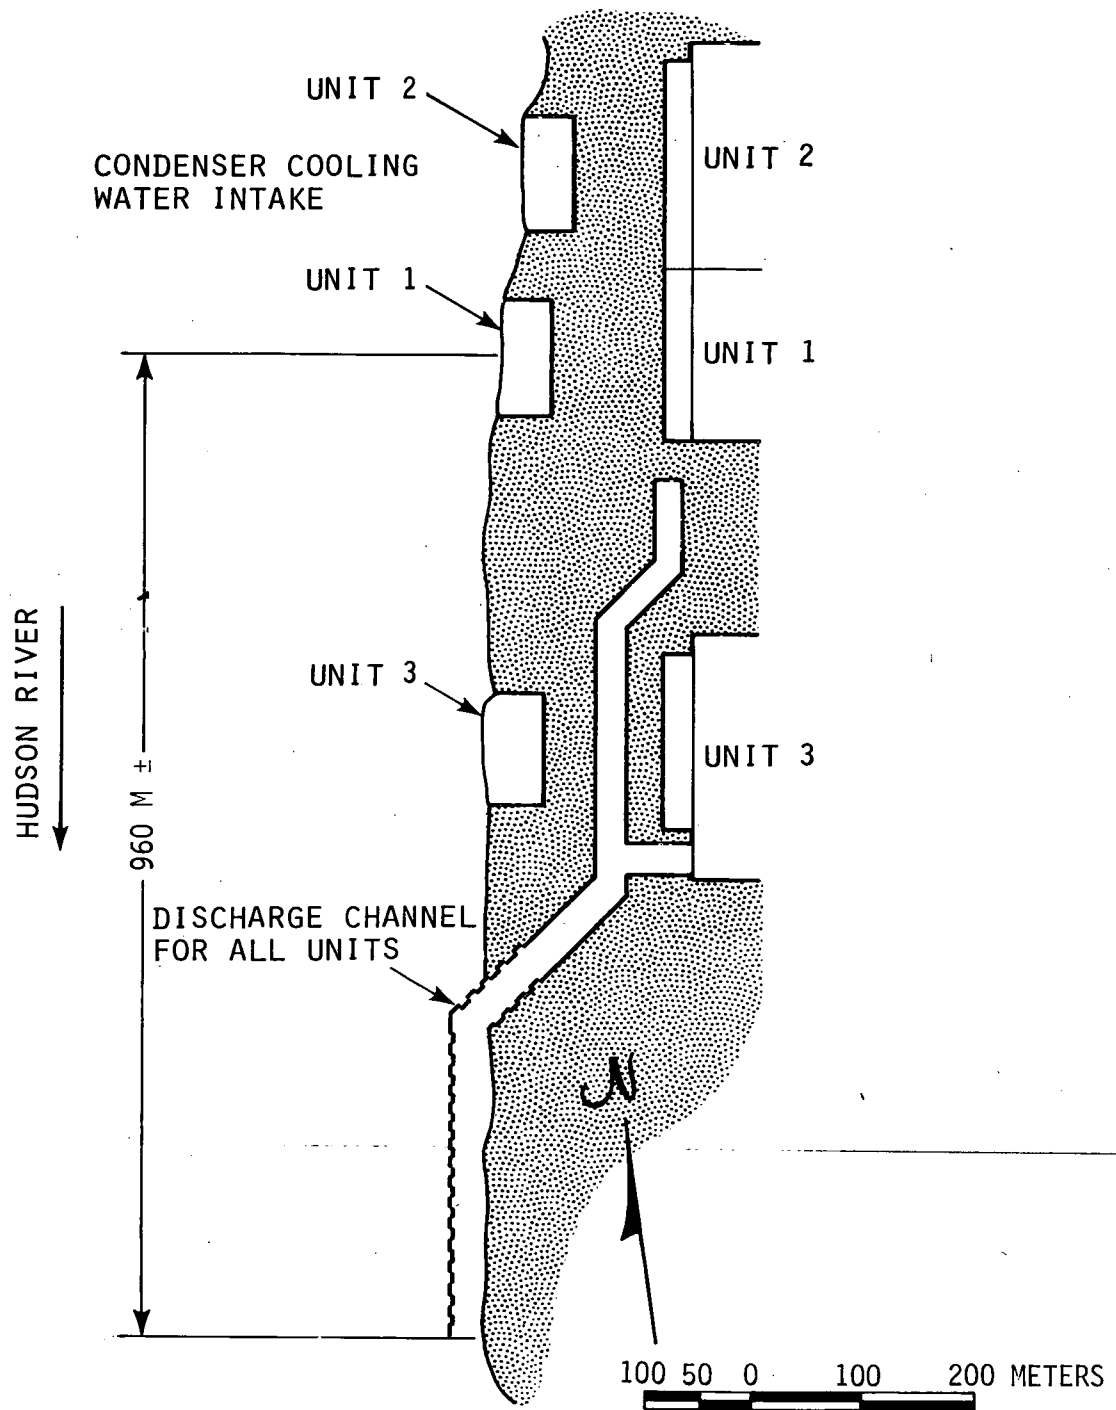 UNIT 2
CONDENSER COOLING
WATER INTAKE
UNIT 2
UNIT 1
UNIT 1
HUDSON RIVER
960 M ±
UNIT 3
UNIT 3
DISCHARGE CHANNEL
FOR ALL UNITS
N
100 50 0 100 200 METERS